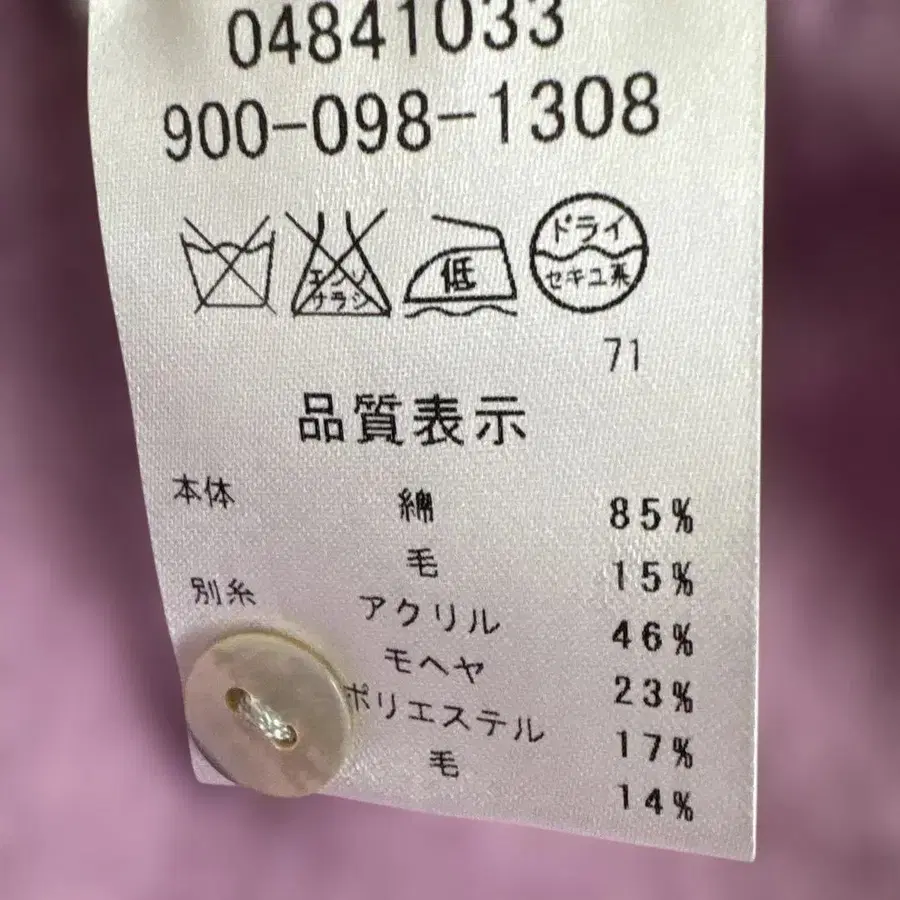 04841033
900-098-1308
エンソサラシ 低 ドライ セキユ系
71
品質表示
本体 綿 85%
毛 15%
別糸 アクリル 46%
モヘヤ 23%
ポリエステル 17%
毛 14%